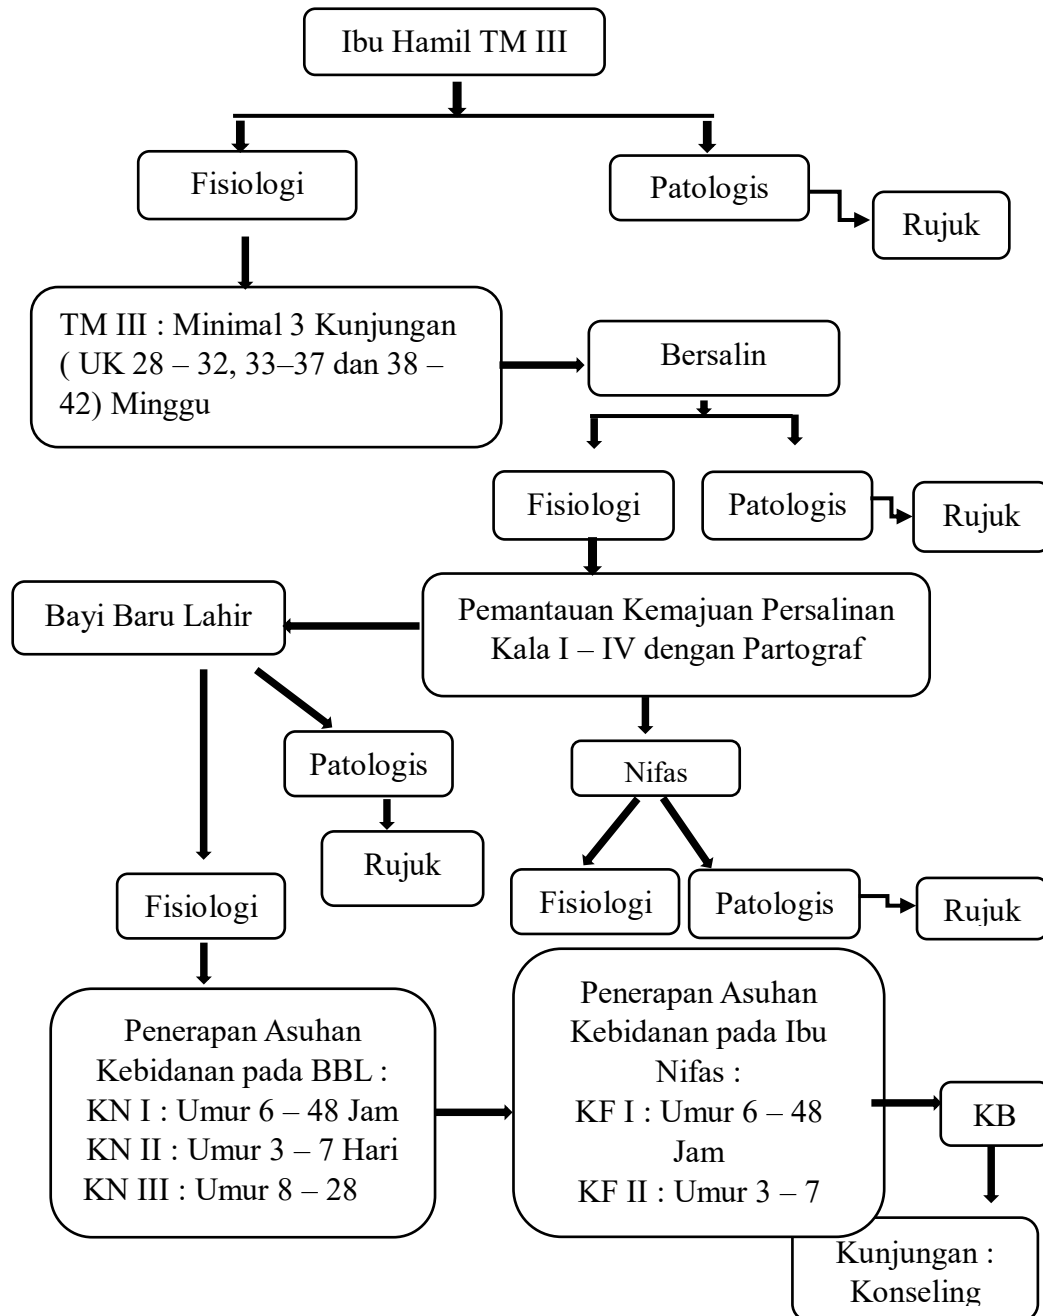 Ibu Hamil TM III
Fisiologi
Patologis
Rujuk
TM III : Minimal 3 Kunjungan
( UK 28 – 32, 33–37 dan 38 –
42) Minggu
Bersalin
Fisiologi
Patologis
Rujuk
Bayi Baru Lahir
Pemantauan Kemajuan Persalinan
Kala I – IV dengan Partograf
Patologis
Nifas
Rujuk
Fisiologi
Fisiologi
Patologis
Rujuk
Penerapan Asuhan
Kebidanan pada BBL :
KN I : Umur 6 – 48 Jam
KN II : Umur 3 – 7 Hari
KN III : Umur 8 – 28
Penerapan Asuhan
Kebidanan pada Ibu
Nifas :
KF I : Umur 6 – 48
Jam
KF II : Umur 3 – 7
KB
Kunjungan :
Konseling